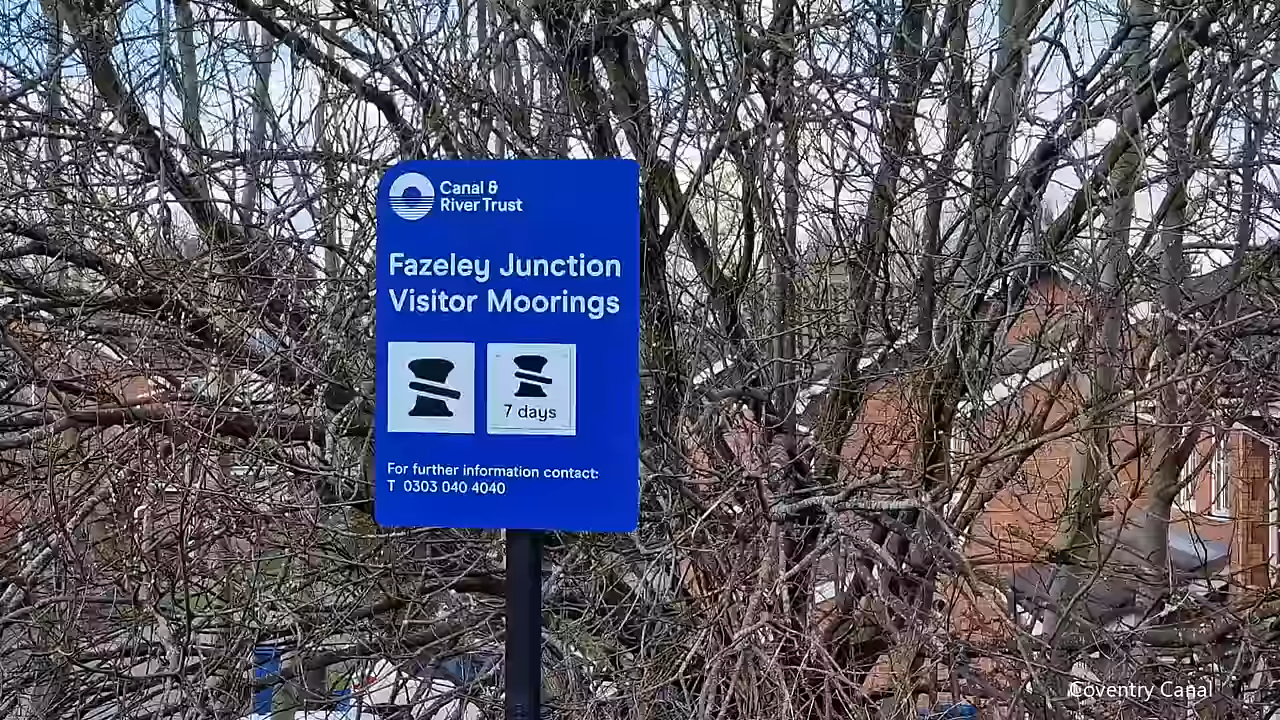 Canal &
River Trust
Fazeley Junction
Visitor Moorings
7 days
For further information contact:
T 0303 040 4040
Coventry Canal